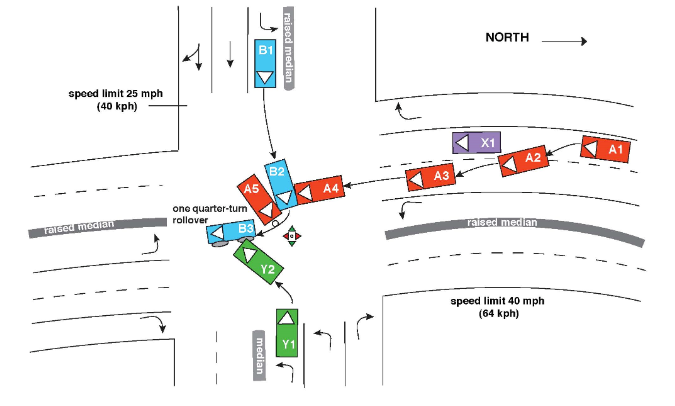 NORTH
raised median
B1
speed limit 25 mph
(40 kph)
X1
A1
A2
A3
B2
A5
A4
one quarter-turn
rollover
raised median
B3
raised median
Y2
speed limit 40 mph
(64 kph)
Y1
median